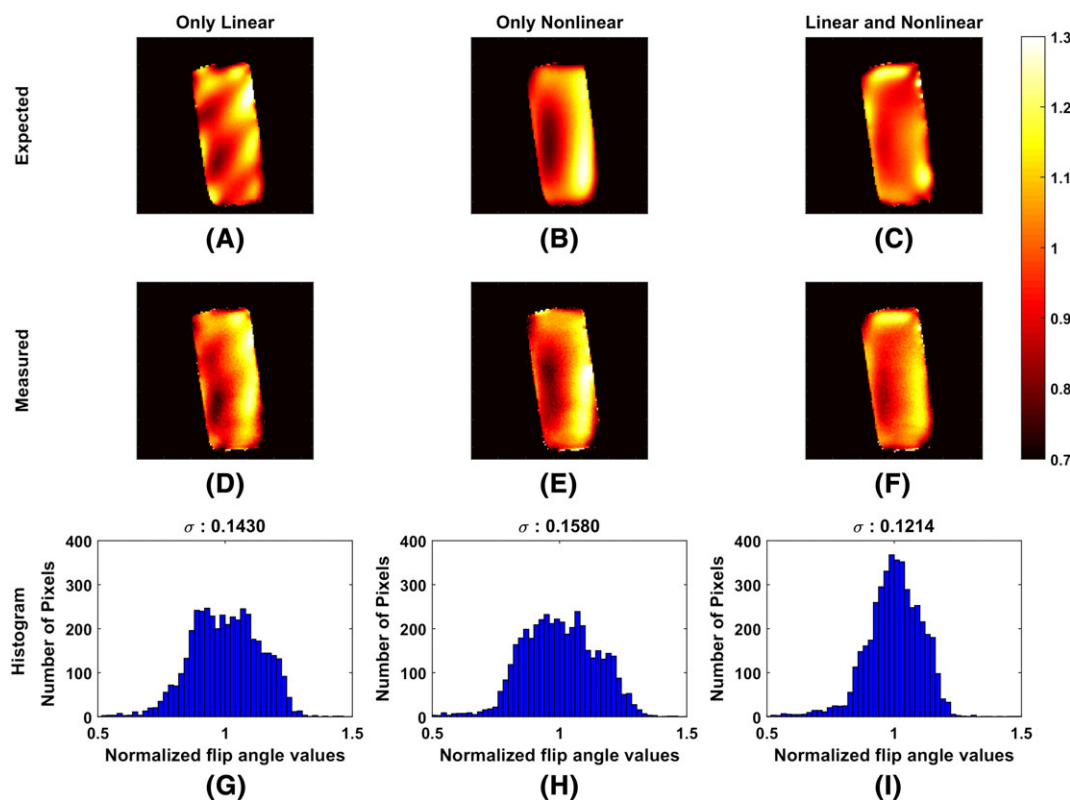 Only Linear
Only Nonlinear
Linear and Nonlinear
Expected
1.3
1.2
1.1
1
0.9
0.8
0.7
(A)
(B)
(C)
Measured
(D)
(E)
(F)
Histogram
σ : 0.1430
Number of Pixels
400
300
200
100
0
0.5
1
1.5
Normalized flip angle values
(G)
σ : 0.1580
Number of Pixels
400
300
200
100
0
0.5
1
1.5
Normalized flip angle values
(H)
σ : 0.1214
Number of Pixels
400
300
200
100
0
0.5
1
1.5
Normalized flip angle values
(I)